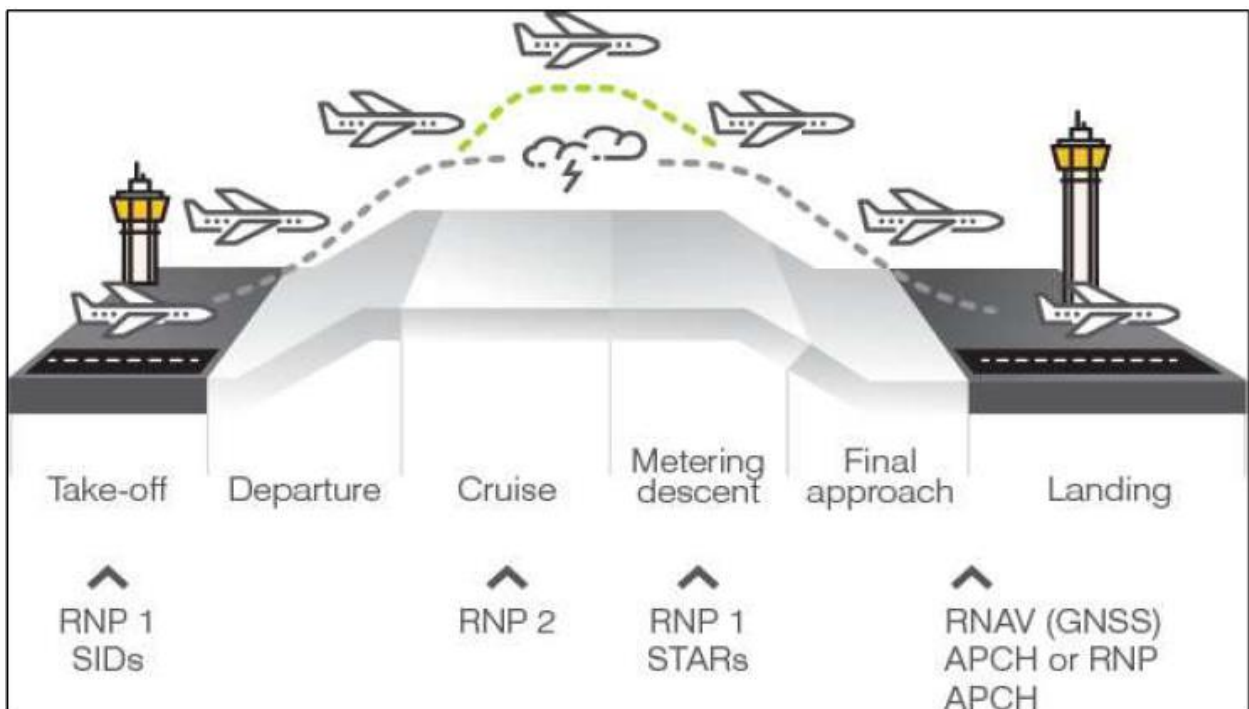 Take-off
Departure
Cruise
Metering
descent
Final
approach
Landing
RNP 1
SIDs
RNP 2
RNP 1
STARs
RNAV (GNSS)
APCH or RNP
APCH